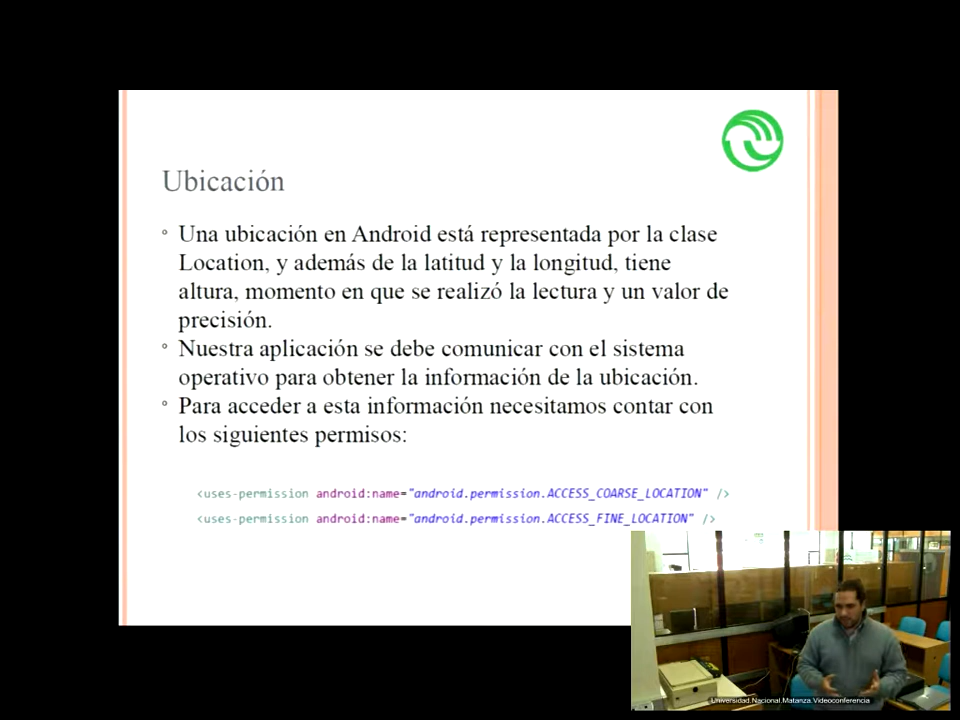 Ubicación
° Una ubicación en Android está representada por la clase
Location, y además de la latitud y la longitud, tiene
altura, momento en que se realizó la lectura y un valor de
precisión.
° Nuestra aplicación se debe comunicar con el sistema
operativo para obtener la información de la ubicación.
° Para acceder a esta información necesitamos contar con
los siguientes permisos:
<uses-permission android:name="android.permission.ACCESS_COARSE_LOCATION" />
<uses-permission android:name="android.permission.ACCESS_FINE_LOCATION" />
Universidad.Nacional.Matanza.Videoconferencia